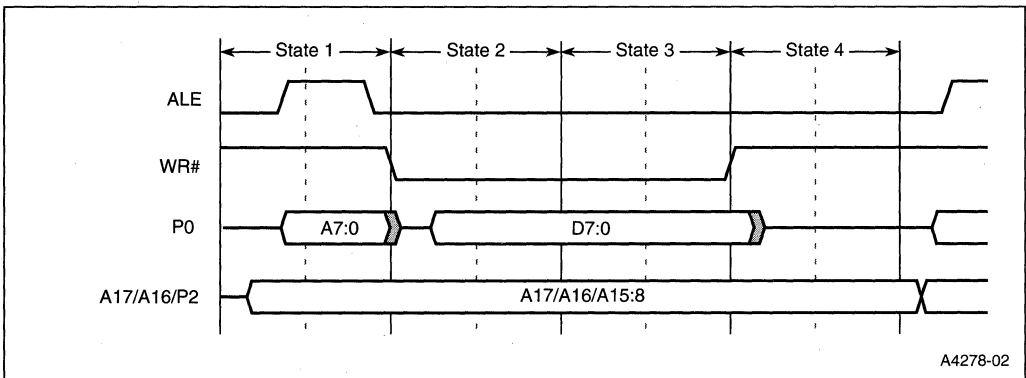 State 1 State 2 State 3 State 4
ALE
WR#
P0 A7:0 D7:0
A17/A16/P2 A17/A16/A15:8
A4278-02